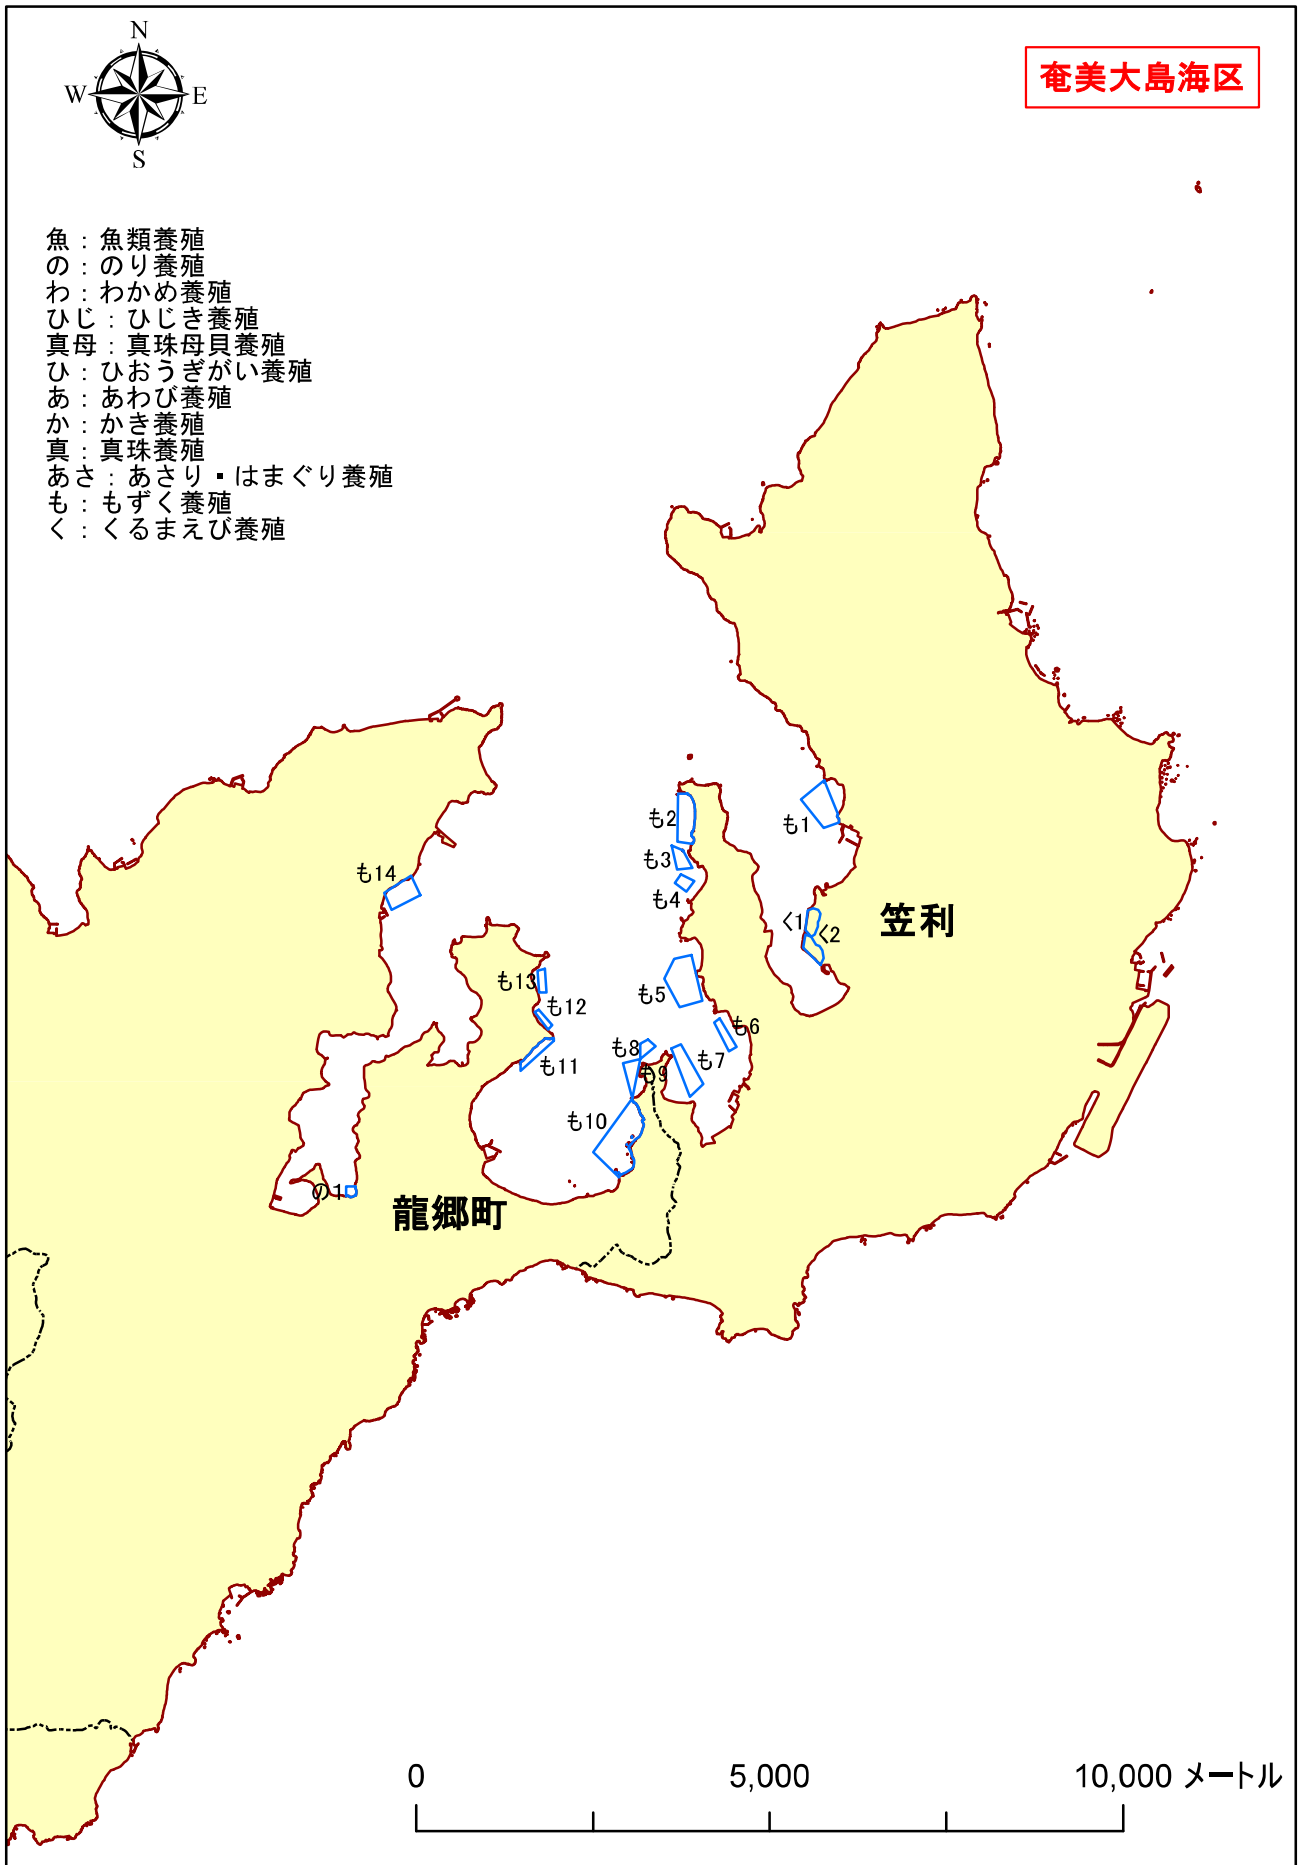 N
W E
S
奄美大島海区
魚：魚類養殖
の：のり養殖
わ：わかめ養殖
ひじ：ひじき養殖
真母：真珠母貝養殖
ひ：ひおうぎがい養殖
あ：あわび養殖
か：かき養殖
真：真珠養殖
あさ：あさり・はまぐり養殖
も：もずく養殖
く：くるまえび養殖
も2
も1
も3
も14
も4
く1
笠利
く2
も13
も5
も12
も6
も8
も11
も7
も9
も10
の1
龍郷町
0 5,000 10,000 メートル